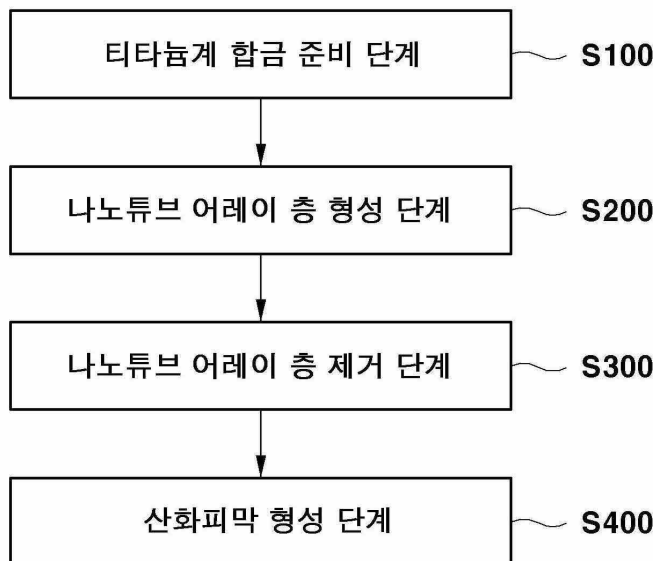 티타늄계 합금 준비 단계 S100
나노튜브 어레이 층 형성 단계 S200
나노튜브 어레이 층 제거 단계 S300
산화피막 형성 단계 S400